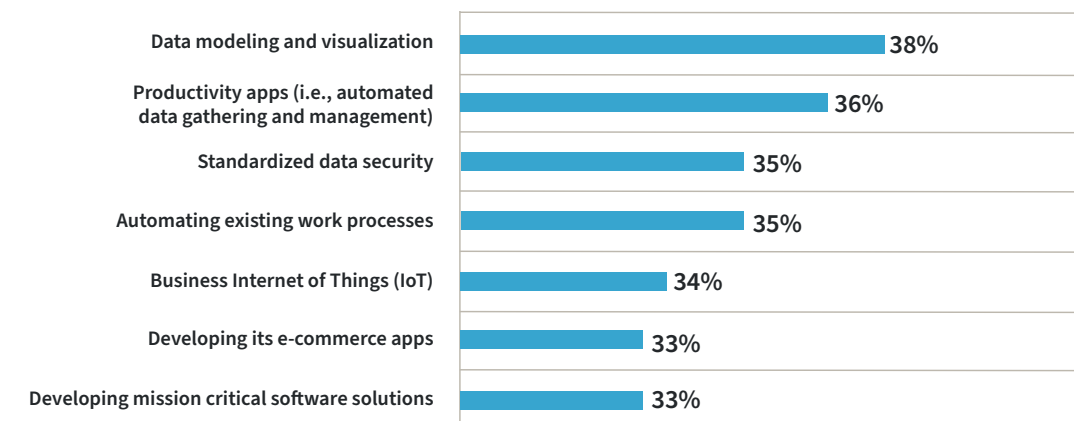 Data modeling and visualization
38%
Productivity apps (i.e., automated
data gathering and management)
36%
Standardized data security
35%
Automating existing work processes
35%
Business Internet of Things (IoT)
34%
Developing its e-commerce apps
33%
Developing mission critical software solutions
33%